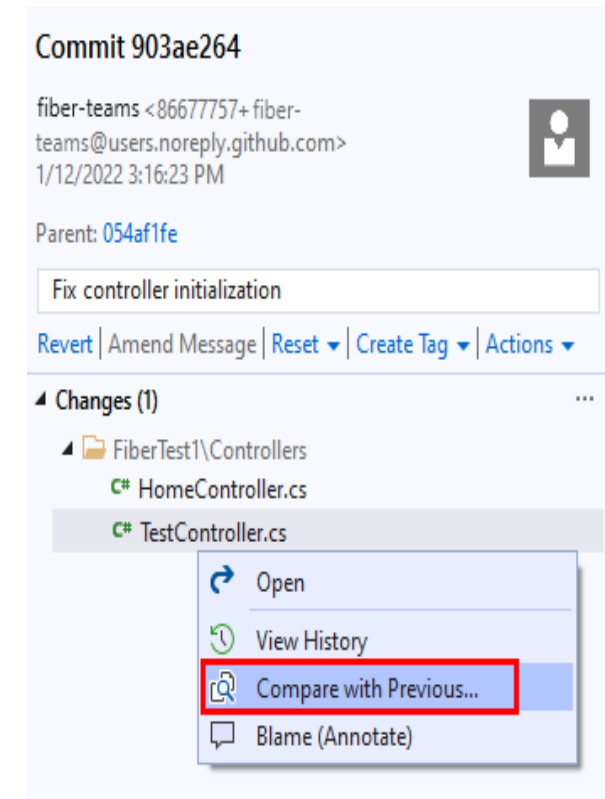 Commit 903ae264
fiber-teams <86677757+fiber-
teams@users.noreply.github.com>
1/12/2022 3:16:23 PM
Parent: 054af1fe
Fix controller initialization
Revert | Amend Message | Reset | Create Tag | Actions
Changes (1)
...
FiberTest1\Controllers
C# HomeController.cs
C# TestController.cs
Open
View History
Compare with Previous...
Blame (Annotate)